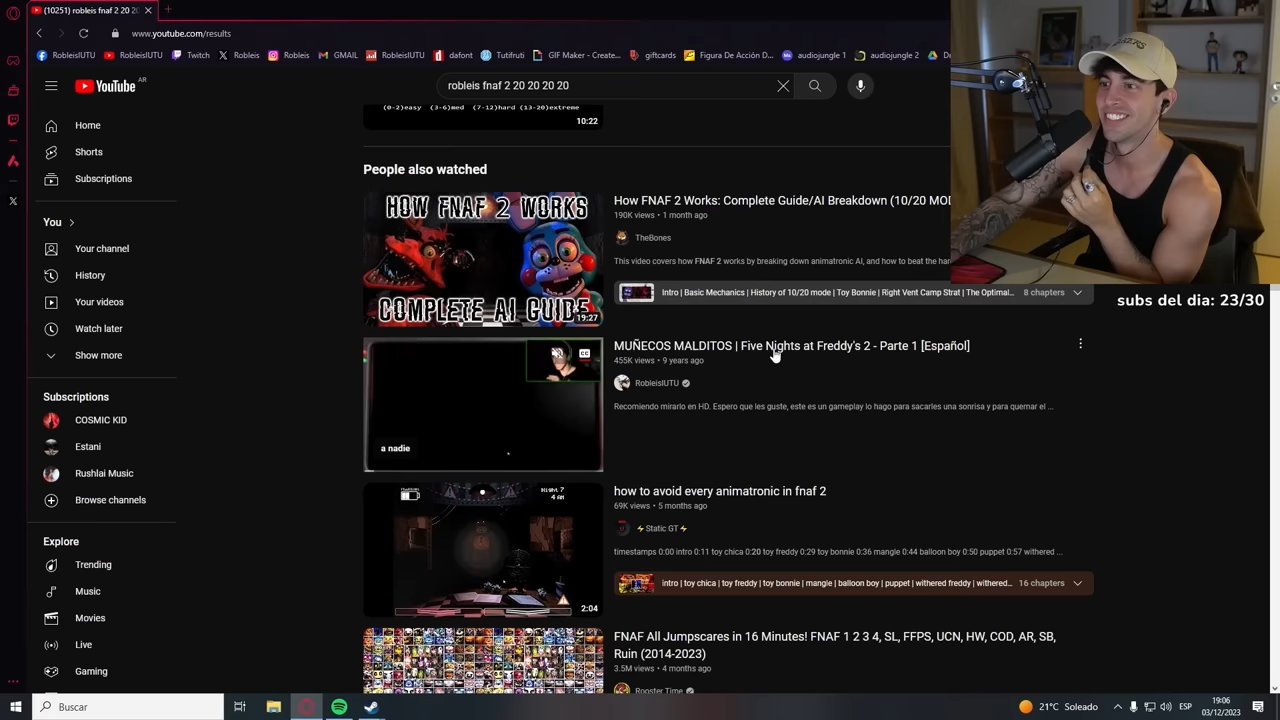 (10251) robleis fnaf 2 20 20
www.youtube.com/results
RobleisIUTU
RobleisIUTU
Twitch
Robleis
Robleis
GMAIL
RobleisIUTU
dafont
Tutifruti
GIF Maker - Create...
giftcards
Figura De Acción D...
audiojungle 1
audiojungle 2
YouTube AR
robleis fnaf 2 20 20 20 20
Home
Shorts
Subscriptions
You
Your channel
History
Your videos
Watch later
Show more
Subscriptions
COSMIC KID
Estani
Rushlai Music
Browse channels
Explore
Trending
Music
Movies
Live
Gaming
(0-2)easy (3-6)med (7-12)hard (13-20)extreme
10:22
People also watched
HOW FNAF 2 WORKS
COMPLETE AI GUIDE
19:27
How FNAF 2 Works: Complete Guide/AI Breakdown (10/20 MOD
190K views • 1 month ago
TheBones
This video covers how FNAF 2 works by breaking down animatronic AI, and how to beat the har
Intro | Basic Mechanics | History of 10/20 mode | Toy Bonnie | Right Vent Camp Strat | The Optimal...
8 chapters
subs del dia: 23/30
CC
a nadie
MUÑECOS MALDITOS | Five Nights at Freddy's 2 - Parte 1 [Español]
455K views • 9 years ago
RobleisIUTU
Recomiendo mirarlo en HD. Espero que les guste, este es un gameplay lo hago para sacarles una sonrisa y para quemar el ...
4 AM
2:04
how to avoid every animatronic in fnaf 2
69K views • 5 months ago
⚡Static GT⚡
timestamps 0:00 intro 0:11 toy chica 0:20 toy freddy 0:29 toy bonnie 0:36 mangle 0:44 balloon boy 0:50 puppet 0:57 withered ...
intro | toy chica | toy freddy | toy bonnie | mangle | balloon boy | puppet | withered freddy | withered...
16 chapters
FNAF All Jumpscares in 16 Minutes! FNAF 1 2 3 4, SL, FFPS, UCN, HW, COD, AR, SB,
Ruin (2014-2023)
3.5M views • 4 months ago
Rooster Time
Buscar
21°C Soleado
ESP
19:06
03/12/2023